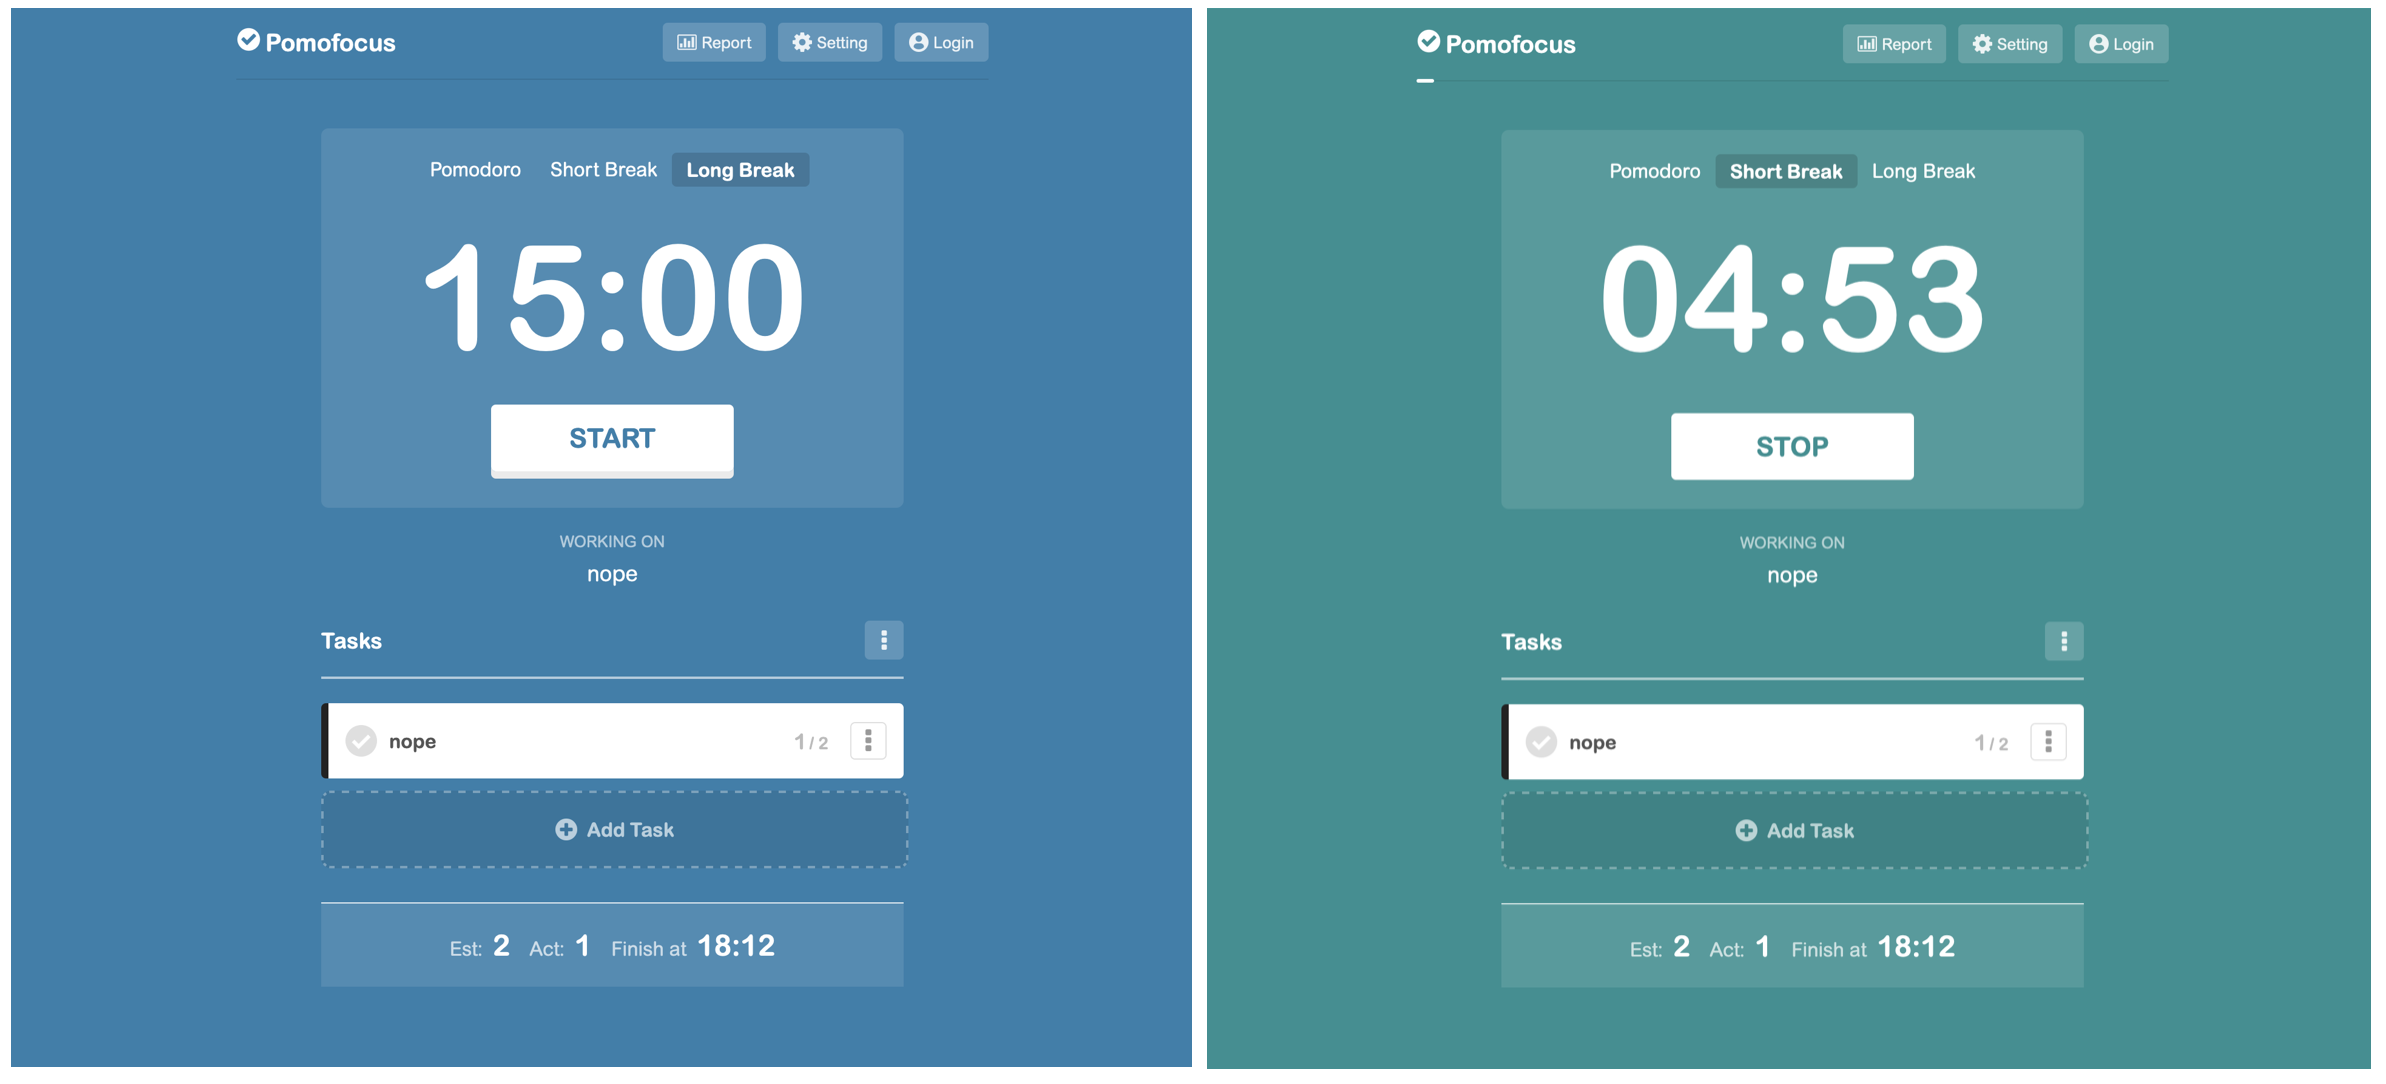 Pomofocus Report Setting Login
Pomodoro Short Break Long Break
15:00
START
WORKING ON
nope
Tasks
nope 1 / 2
Add Task
Est: 2 Act: 1 Finish at 18:12
Pomofocus Report Setting Login
Pomodoro Short Break Long Break
04:53
STOP
WORKING ON
nope
Tasks
nope 1 / 2
Add Task
Est: 2 Act: 1 Finish at 18:12